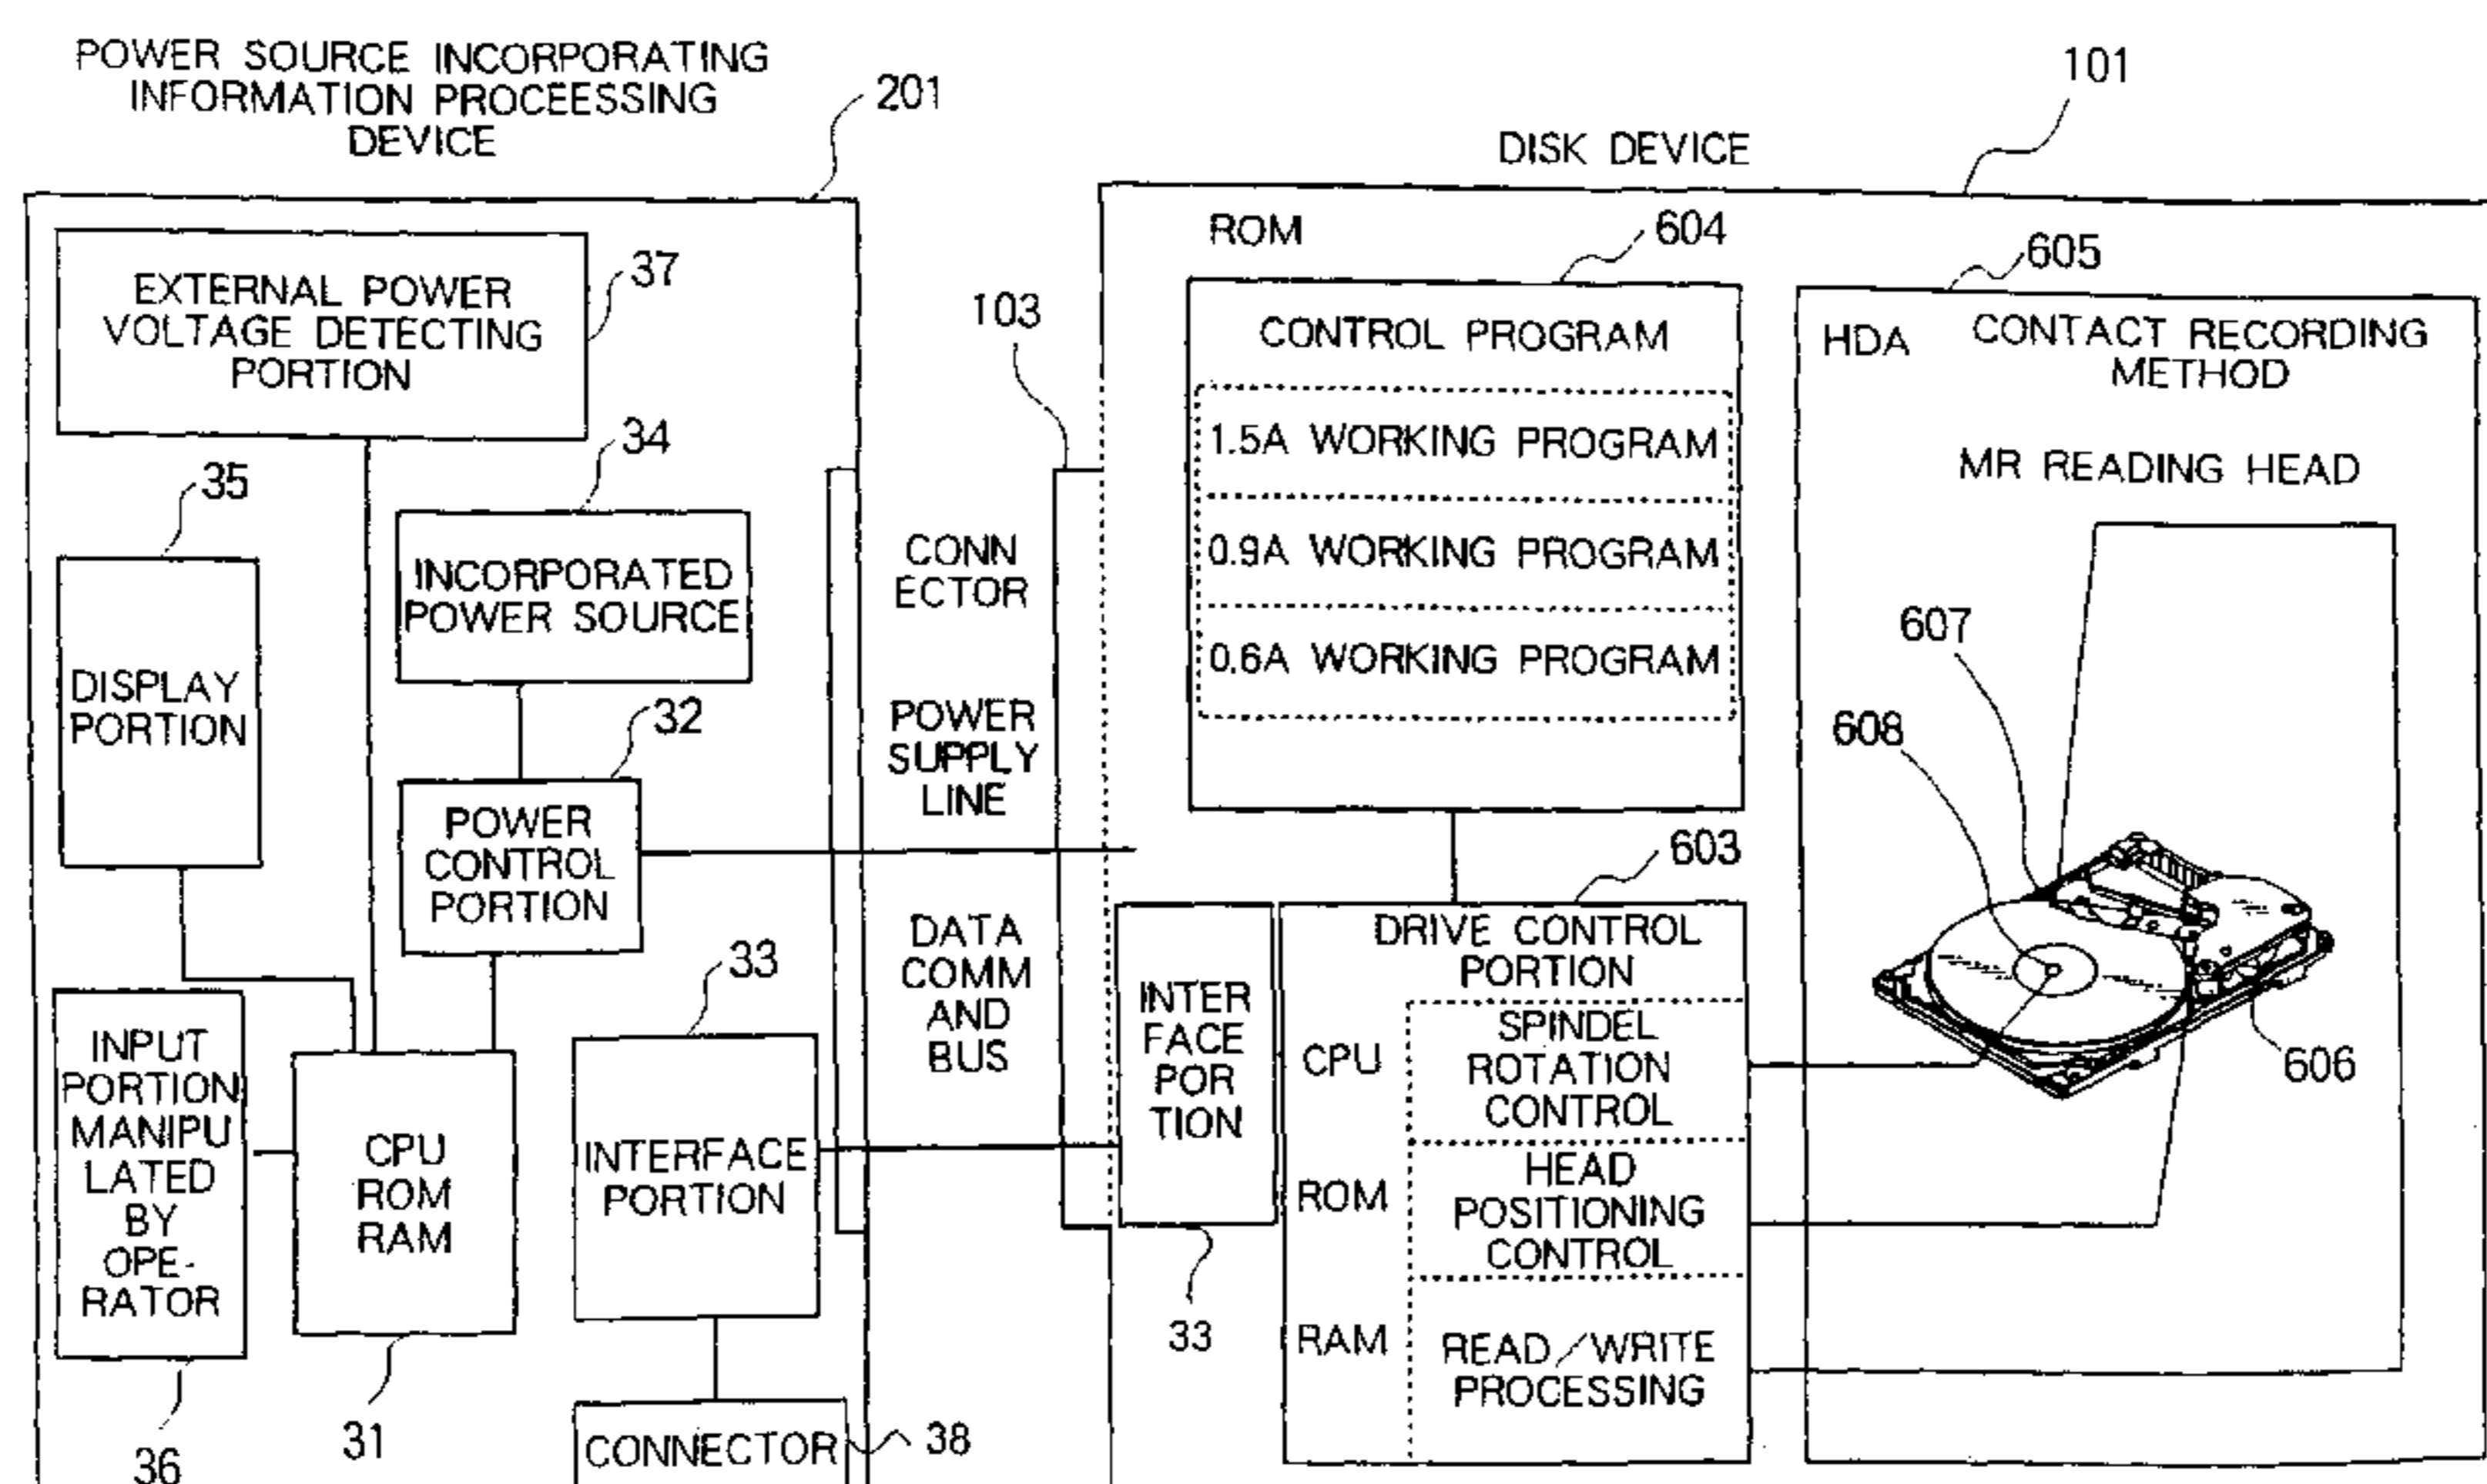 POWER SOURCE INCORPORATING
INFORMATION PROCEESSING
DEVICE
201
EXTERNAL POWER
VOLTAGE DETECTING
PORTION
37
34
35
INCORPORATED
POWER SOURCE
DISPLAY
PORTION
32
POWER
CONTROL
PORTION
33
INPUT
PORTION
MANIPU
LATED
BY
OPE-
RATOR
36
CPU
ROM
RAM
31
INTERFACE
PORTION
CONNECTOR
38
103
CONN
ECTOR
POWER
SUPPLY
LINE
DATA
COMM
AND
BUS
101
DISK DEVICE
ROM
604
CONTROL PROGRAM
1.5A WORKING PROGRAM
0.9A WORKING PROGRAM
0.6A WORKING PROGRAM
603
INTER
FACE
POR
TION
33
DRIVE CONTROL
PORTION
CPU
ROM
RAM
SPINDEL
ROTATION
CONTROL
HEAD
POSITIONING
CONTROL
READ/WRITE
PROCESSING
605
HDA
CONTACT RECORDING
METHOD
MR READING HEAD
607
608
606